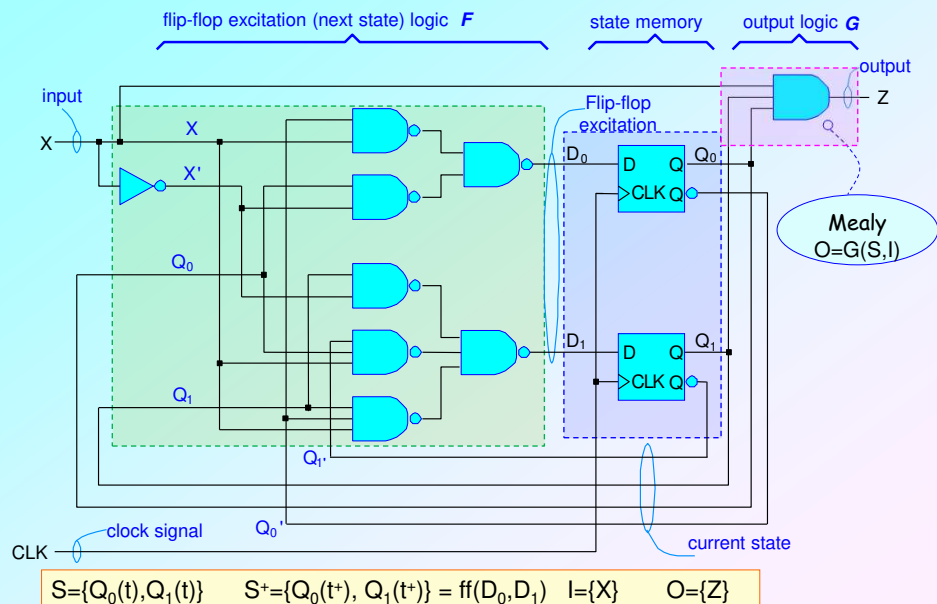 flip-flop excitation (next state) logic F
state memory
output logic G
input
output
X
X
X'
Flip-flop
excitation
Z
D₀
D
Q
Q₀
CLK
Q
Q
Mealy
O=G(S,I)
Q₀
D₁
D
Q
Q₁
CLK
Q
Q₁
Q₁'
Q₀'
clock signal
CLK
current state
S={Q₀(t),Q₁(t)} S⁺={Q₀(t⁺), Q₁(t⁺)} = ff(D₀,D₁) I={X} O={Z}